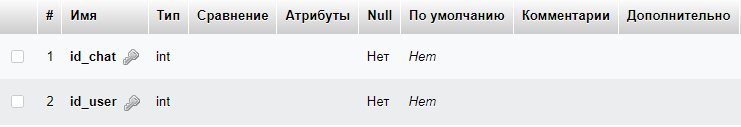 # Имя Тип Сравнение Атрибуты Null По умолчанию Комментарии Дополнительно
1 id_chat int Нет Нет
2 id_user int Нет Нет